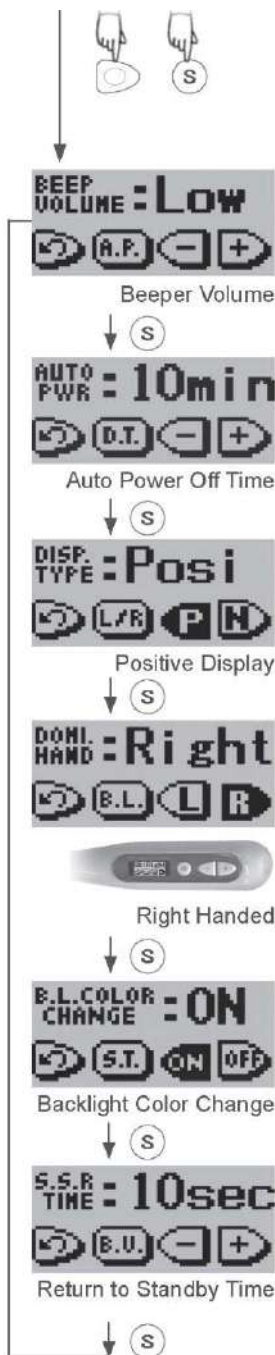 S
BEEP
VOLUME : Low
A.P. - +
Beeper Volume
S
AUTO
PWR : 10min
D.T. - +
Auto Power Off Time
S
DISP.
TYPE : Posi
L/R P N
Positive Display
S
DOMI.
HAND : Right
B.L. L R
Right Handed
S
B.L.COLOR
CHANGE : ON
S.T. ON OFF
Backlight Color Change
S
S.S.R
TIME : 10sec
B.V. - +
Return to Standby Time
S